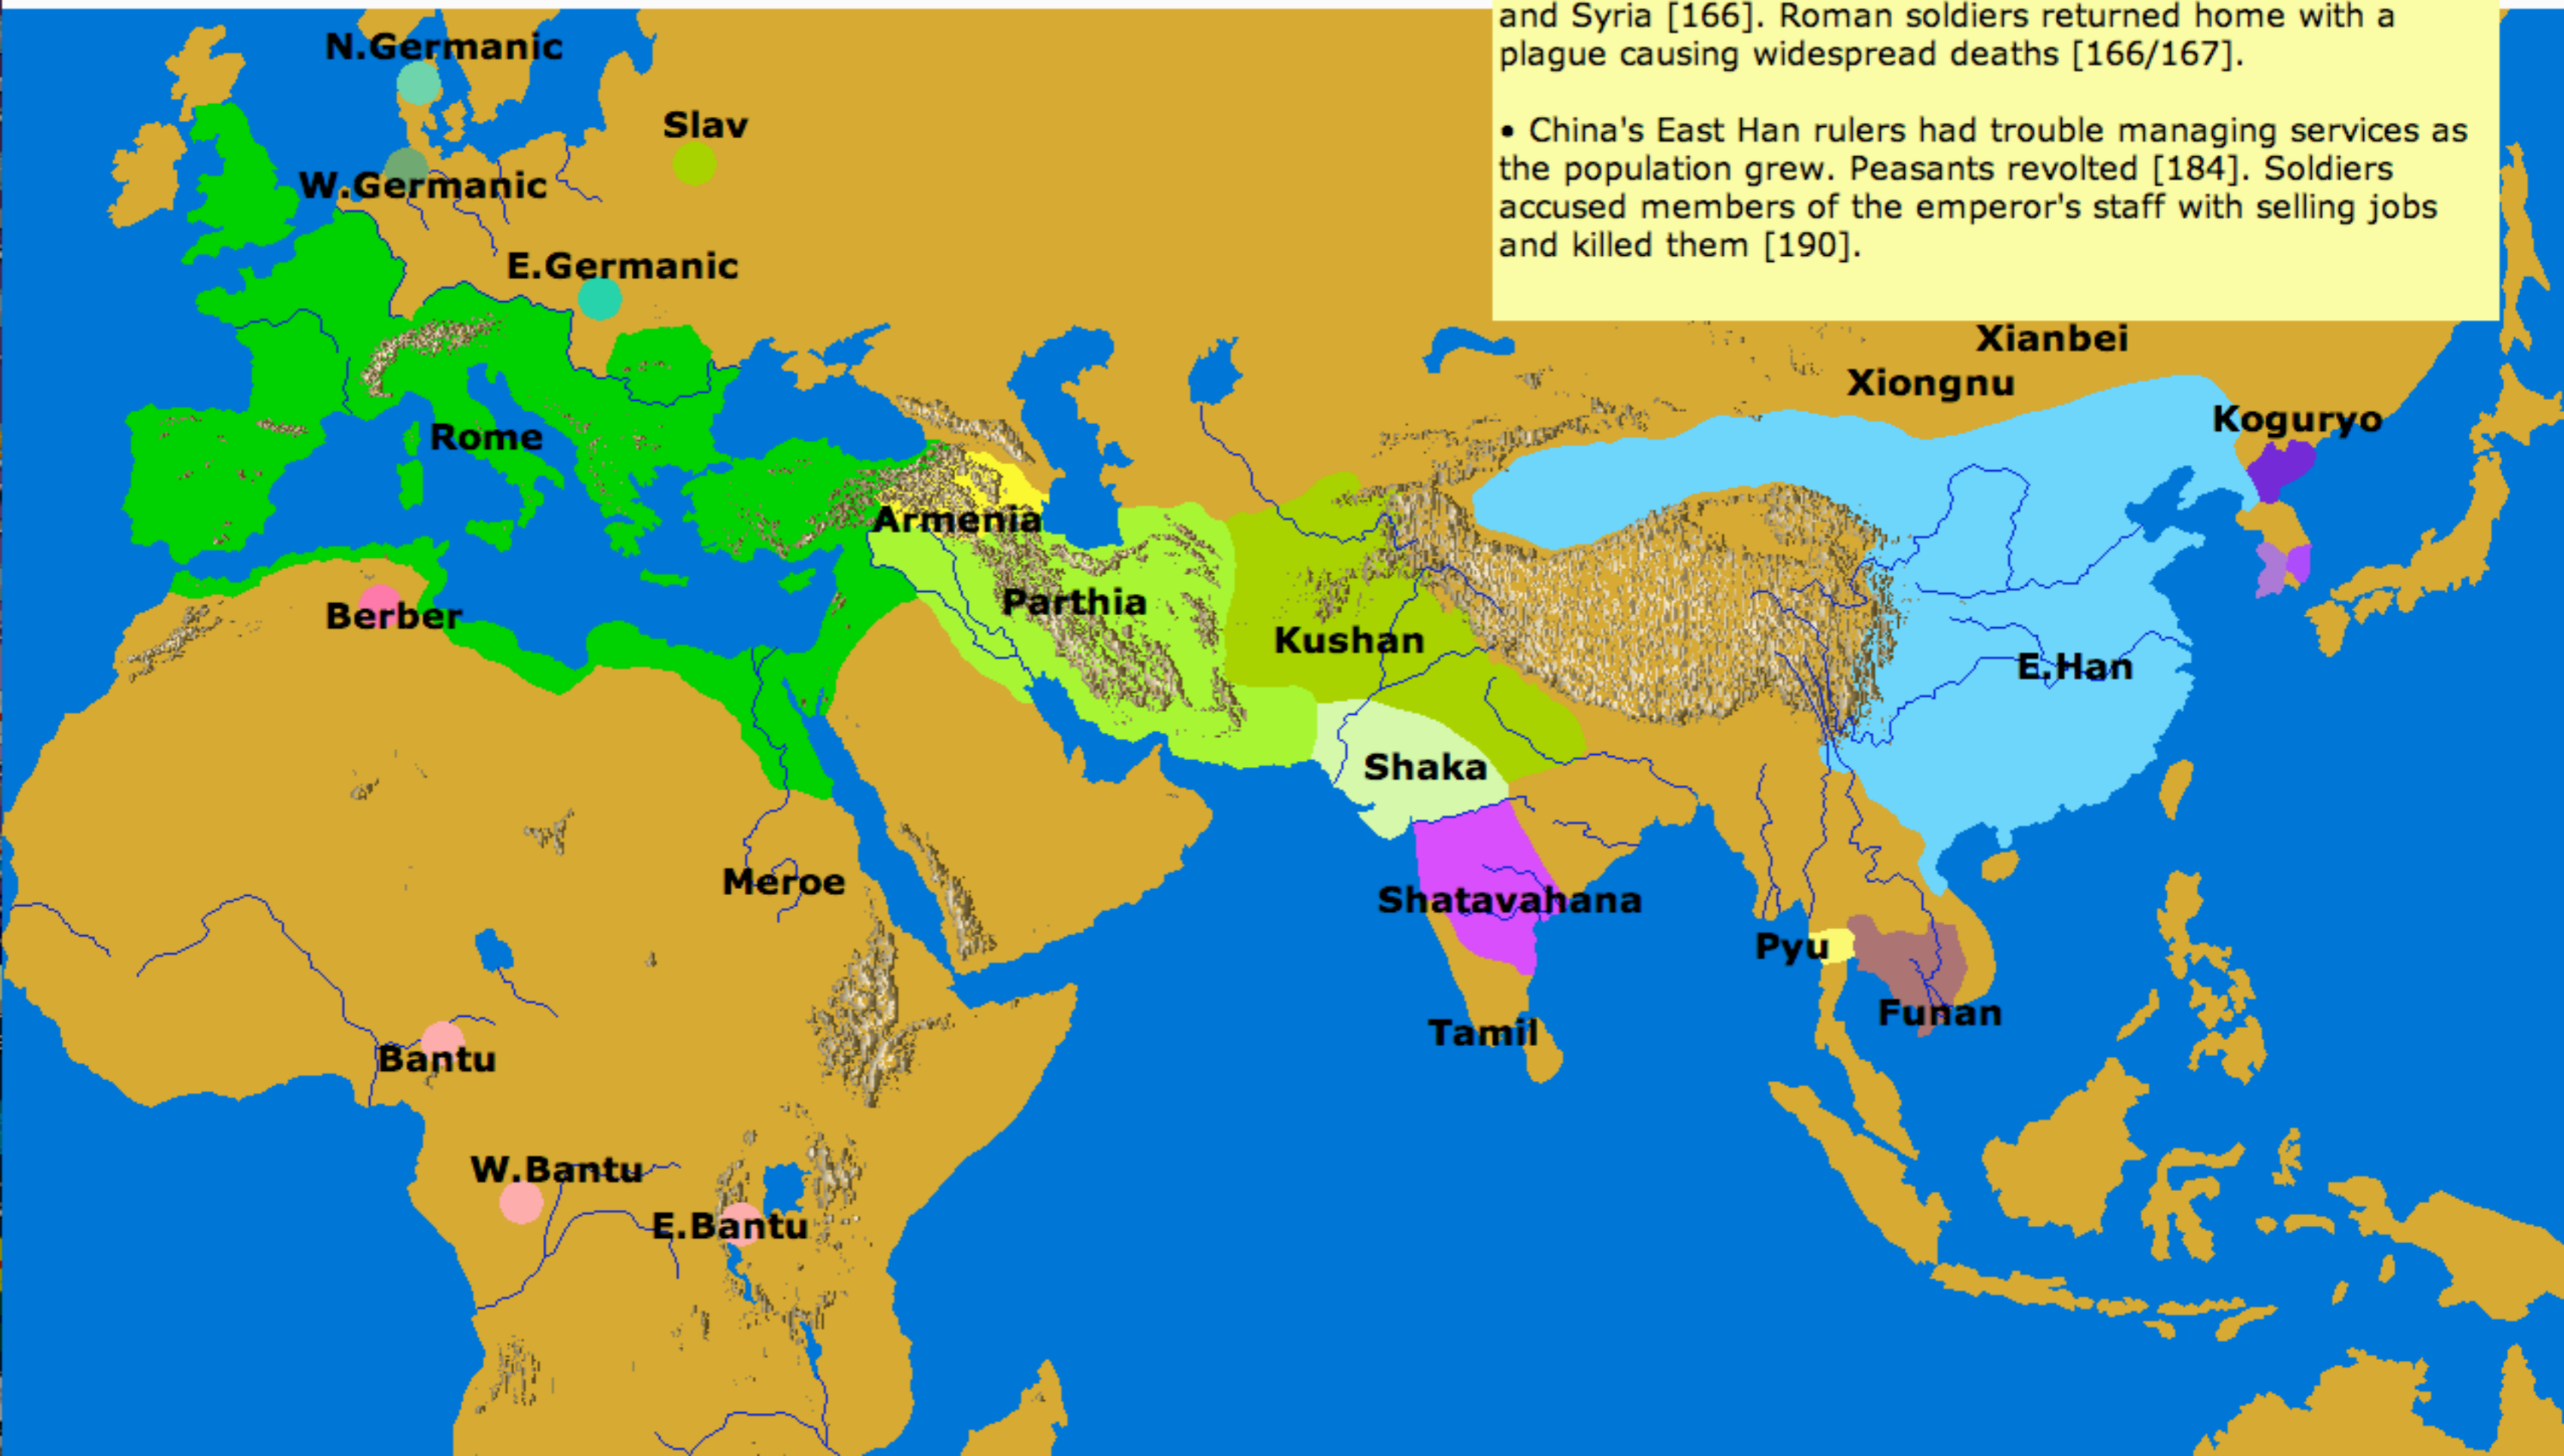 and Syria [166]. Roman soldiers returned home with a
plague causing widespread deaths [166/167].
• China's East Han rulers had trouble managing services as
the population grew. Peasants revolted [184]. Soldiers
accused members of the emperor's staff with selling jobs
and killed them [190].
N.Germanic
Slav
W.Germanic
E.Germanic
Xianbei
Xiongnu
Koguryo
Rome
Armenia
Parthia
Berber
Kushan
E.Han
Shaka
Meroe
Shatavahana
Pyu
Funan
Tamil
Bantu
W.Bantu
E.Bantu